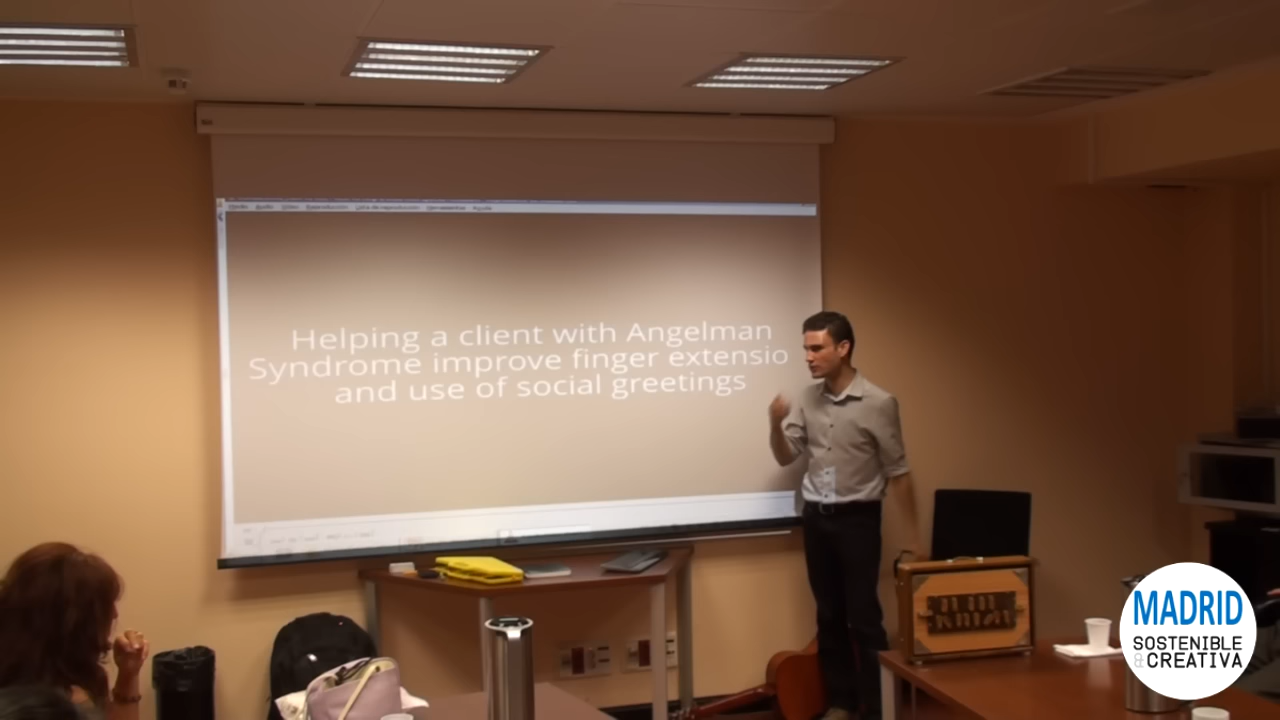 Helping a client with Angelman
Syndrome improve finger extensio
and use of social greetings
MADRID
SOSTENIBLE
CREATIVA